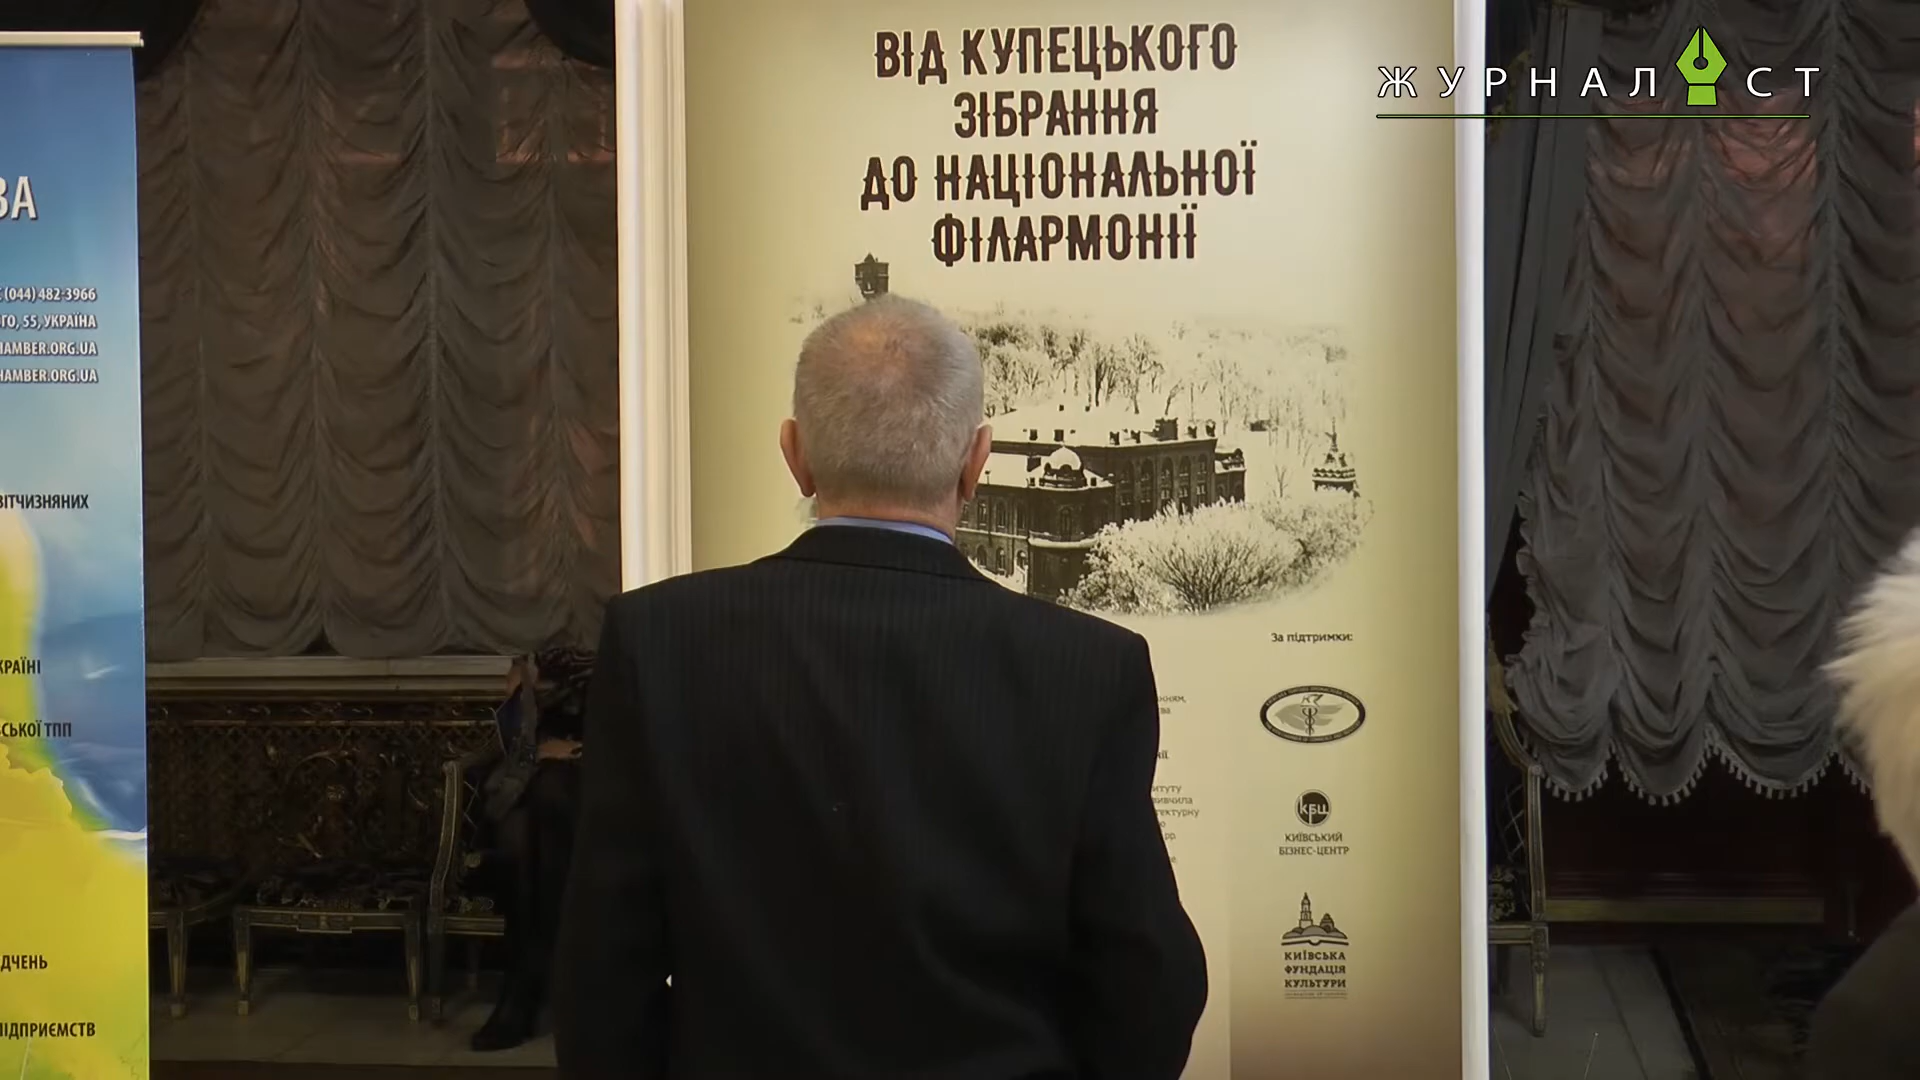 ВІД КУПЕЦЬКОГО
ЗІБРАННЯ
ДО НАЦІОНАЛЬНОЇ
ФІЛАРМОНІЇ
ЖУРНАЛ СТ
ВА
(044) 482-3966
ГО, 55, УКРАЇНА
HAMBER.ORG.UA
HAMBER.ORG.UA
ВІТЧИЗНЯНИХ
КРАЇНІ
СЬКОЇ ТПП
ДЧЕНЬ
ПІДПРИЄМСТВ
За підтримки:
КБЦ
КИЇВСЬКИЙ
БІЗНЕС-ЦЕНТР
КИЇВСЬКА
ФУНДАЦІЯ
КУЛЬТУРИ